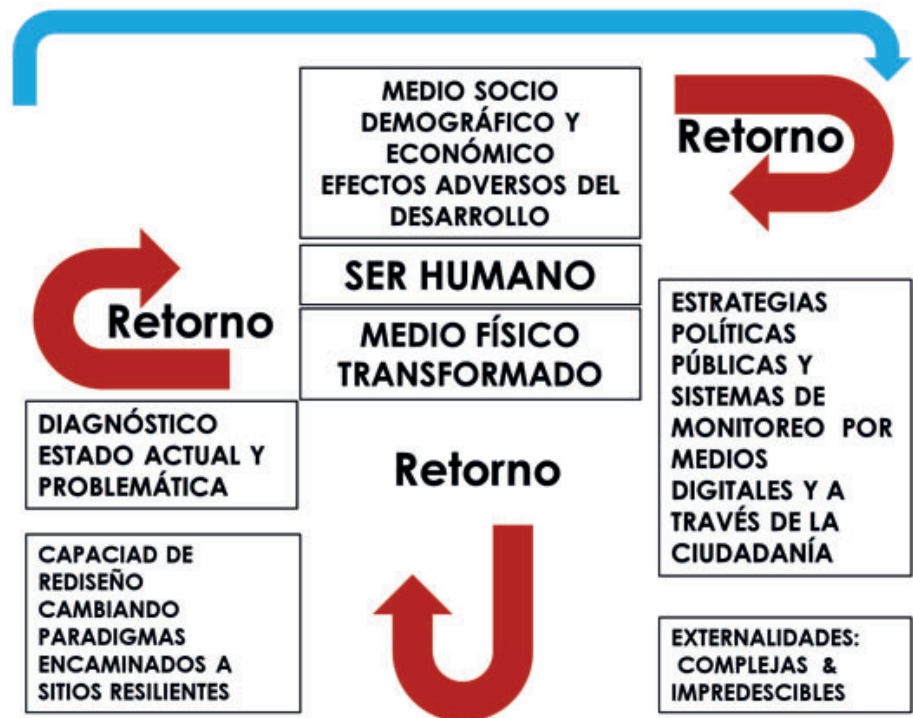 MEDIO SOCIO
DEMOGRÁFICO Y
ECONÓMICO
EFECTOS ADVERSOS DEL
DESARROLLO
Retorno
SER HUMANO
Retorno
MEDIO FÍSICO
TRANSFORMADO
ESTRATEGIAS
POLÍTICAS
PÚBLICAS Y
SISTEMAS DE
MONITOREO POR
MEDIOS
DIGITALES Y A
TRAVÉS DE LA
CIUDADANÍA
DIAGNÓSTICO
ESTADO ACTUAL Y
PROBLEMÁTICA
Retorno
CAPACIAD DE
REDISEÑO
CAMBIANDO
PARADIGMAS
ENCAMINADOS A
SITIOS RESILIENTES
EXTERNALIDADES:
COMPLEJAS &
IMPREDESCIBLES